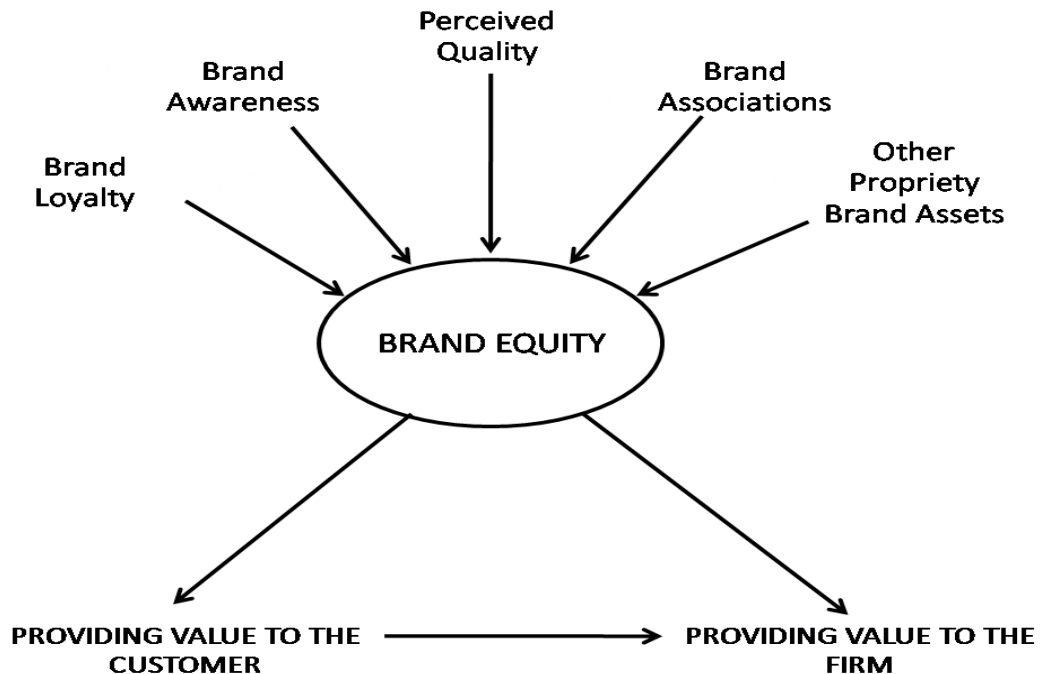 Perceived
Quality
Brand
Awareness
Brand
Associations
Brand
Loyalty
Other
Propriety
Brand Assets
BRAND EQUITY
PROVIDING VALUE TO THE
CUSTOMER
PROVIDING VALUE TO THE
FIRM